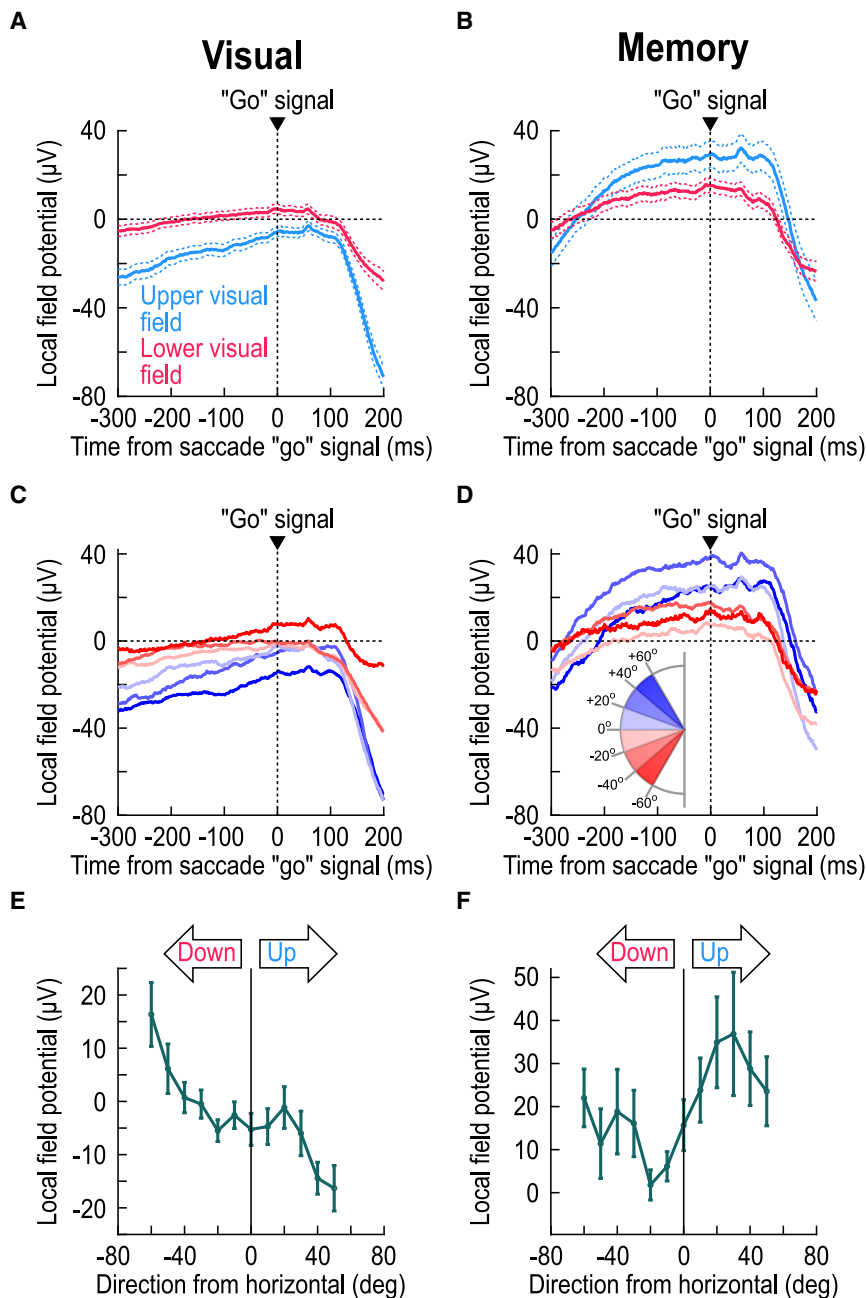 A
B
Visual
Memory
"Go" signal
"Go" signal
Local field potential (µV)
40
0
-40
-80
Upper visual
field
Lower visual
field
-300 -200 -100 0 100 200
Time from saccade "go" signal (ms)
Local field potential (µV)
40
0
-40
-80
-300 -200 -100 0 100 200
Time from saccade "go" signal (ms)
C
D
"Go" signal
"Go" signal
Local field potential (µV)
40
0
-40
-80
-300 -200 -100 0 100 200
Time from saccade "go" signal (ms)
Local field potential (µV)
40
0
-40
-80
+60°
+40°
+20°
0°
-20°
-40°
-60°
-300 -200 -100 0 100 200
Time from saccade "go" signal (ms)
E
F
Down Up
Down Up
Local field potential (µV)
20
10
0
-10
-20
-80 -40 0 40 80
Direction from horizontal (deg)
Local field potential (µV)
50
40
30
20
10
0
-80 -40 0 40 80
Direction from horizontal (deg)